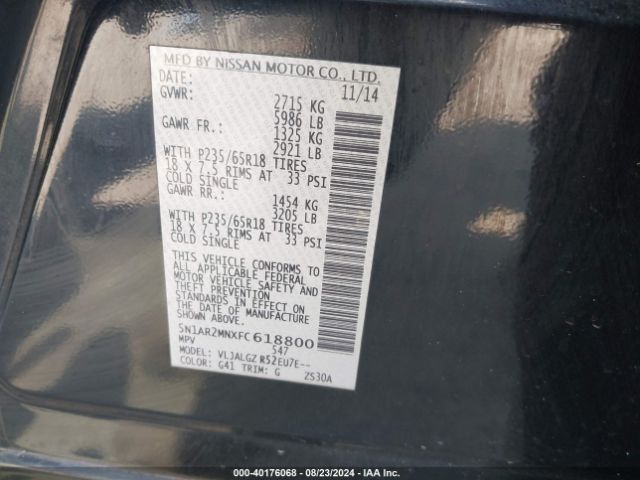 MFD BY NISSAN MOTOR CO., LTD.
DATE: 11/14
GVWR: 2715 KG
5986 LB
GAWR FR.: 1325 KG
2921 LB
WITH P235/65R18 TIRES
18 X 7.5 RIMS AT 33 PSI
COLD SINGLE
GAWR RR.: 1454 KG
3205 LB
WITH P235/65R18 TIRES
18 X 7.5 RIMS AT 33 PSI
COLD SINGLE
THIS VEHICLE CONFORMS TO
ALL APPLICABLE FEDERAL
MOTOR VEHICLE SAFETY AND
THEFT PREVENTION
STANDARDS IN EFFECT ON
THE DATE OF MANUFACTURE
SHOWN ABOVE.
5N1AR2MNXFC618800
MPV 547
MODEL: VLJALGZ R52EU7E--
COLOR: G41 TRIM: G ZS30A
000-40176068 - 08/23/2024 - IAA Inc.